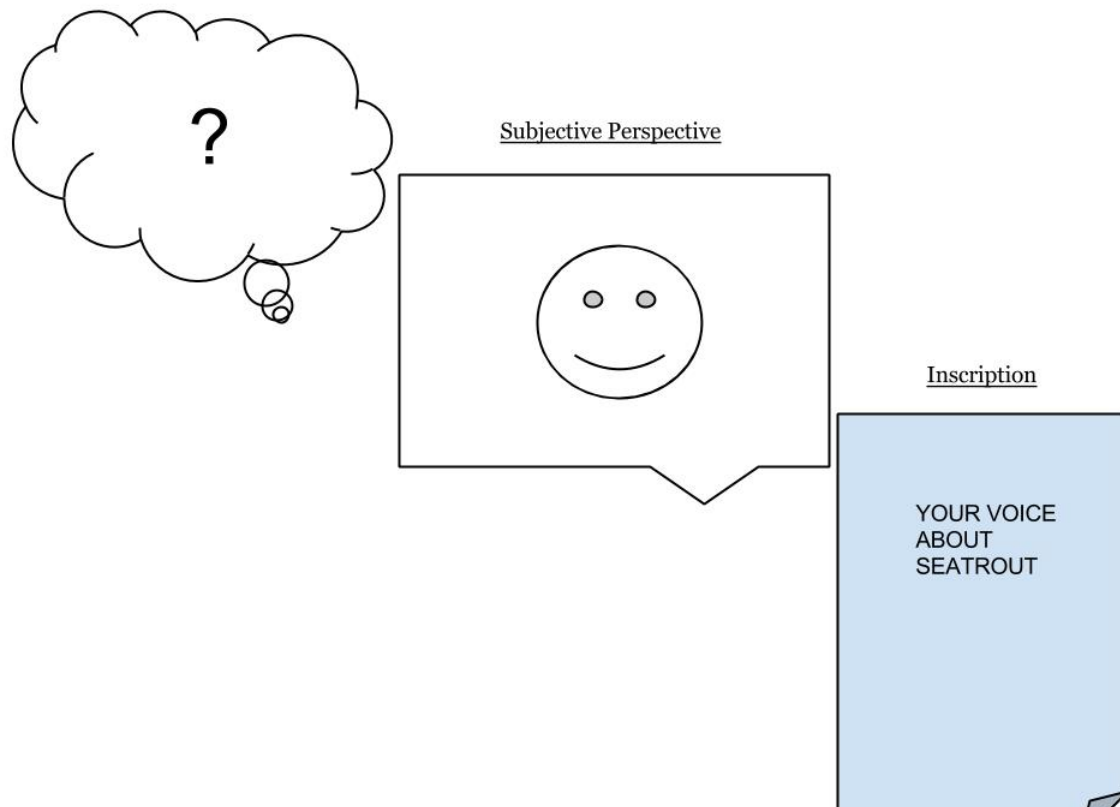 ?
Subjective Perspective
Inscription
YOUR VOICE
ABOUT
SEATROUT